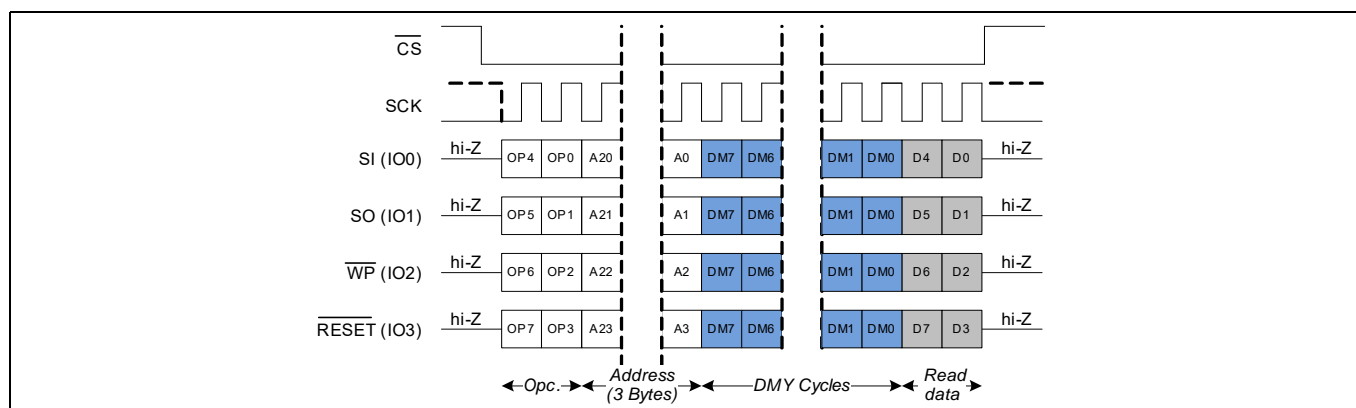 CS
SCK
SI (IO0) hi-Z OP4 OP0 A20 A0 DM7 DM6 DM1 DM0 D4 D0 hi-Z
SO (IO1) hi-Z OP5 OP1 A21 A1 DM7 DM6 DM1 DM0 D5 D1 hi-Z
WP (IO2) hi-Z OP6 OP2 A22 A2 DM7 DM6 DM1 DM0 D6 D2 hi-Z
RESET (IO3) hi-Z OP7 OP3 A23 A3 DM7 DM6 DM1 DM0 D7 D3 hi-Z
Opc. Address (3 Bytes) DMY Cycles Read data